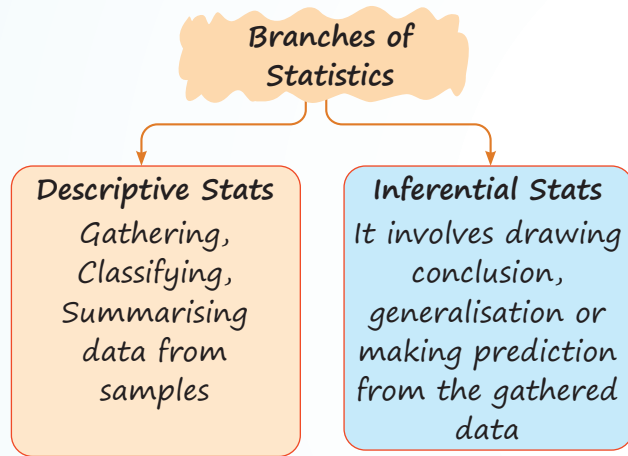 Branches of
Statistics
Descriptive Stats
Gathering,
Classifying,
Summarising
data from
samples
Inferential Stats
It involves drawing
conclusion,
generalisation or
making prediction
from the gathered
data